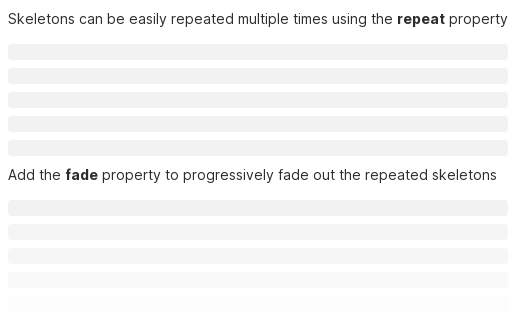 Skeletons can be easily repeated multiple times using the repeat property
Add the fade property to progressively fade out the repeated skeletons